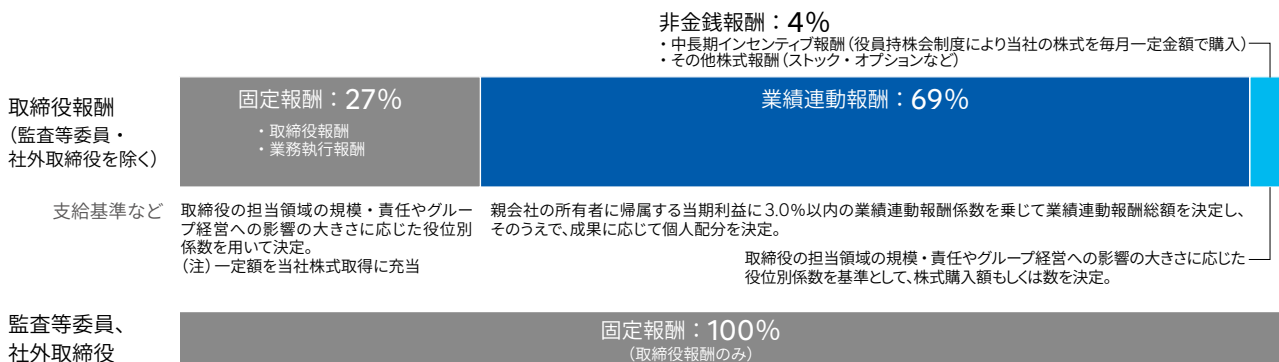 非金銭報酬：4%
・中長期インセンティブ報酬（役員持株会制度により当社の株式を毎月一定金額で購入）
・その他株式報酬（ストック・オプションなど）
取締役報酬
（監査等委員・
社外取締役を除く）
固定報酬：27%
・取締役報酬
・業務執行報酬
業績連動報酬：69%
支給基準など
取締役の担当領域の規模・責任やグルー
プ経営への影響の大きさに応じた役位別
係数を用いて決定。
（注）一定額を当社株式取得に充当
親会社の所有者に帰属する当期利益に3.0％以内の業績連動報酬係数を乗じて業績連動報酬総額を決定し、
そのうえで、成果に応じて個人配分を決定。
取締役の担当領域の規模・責任やグループ経営への影響の大きさに応じた
役位別係数を基準として、株式購入額もしくは数を決定。
監査等委員、
社外取締役
固定報酬：100%
（取締役報酬のみ）